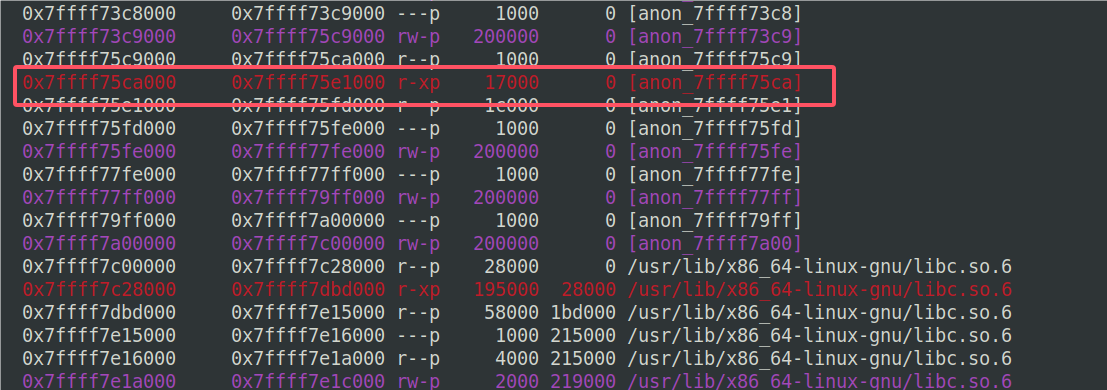 0x7ffff73c8000 0x7ffff73c9000 ---p 1000 0 [anon_7ffff73c8]
0x7ffff73c9000 0x7ffff75c9000 rw-p 200000 0 [anon_7ffff73c9]
0x7ffff75c9000 0x7ffff75ca000 r--p 1000 0 [anon_7ffff75c9]
0x7ffff75ca000 0x7ffff75e1000 r-xp 17000 0 [anon_7ffff75ca]
0x7ffff75e1000 0x7ffff75fd000 r--p 1c000 0 [anon_7ffff75e1]
0x7ffff75fd000 0x7ffff75fe000 ---p 1000 0 [anon_7ffff75fd]
0x7ffff75fe000 0x7ffff77fe000 rw-p 200000 0 [anon_7ffff75fe]
0x7ffff77fe000 0x7ffff77ff000 ---p 1000 0 [anon_7ffff77fe]
0x7ffff77ff000 0x7ffff79ff000 rw-p 200000 0 [anon_7ffff77ff]
0x7ffff79ff000 0x7ffff7a00000 ---p 1000 0 [anon_7ffff79ff]
0x7ffff7a00000 0x7ffff7c00000 rw-p 200000 0 [anon_7ffff7a00]
0x7ffff7c00000 0x7ffff7c28000 r--p 28000 0 /usr/lib/x86_64-linux-gnu/libc.so.6
0x7ffff7c28000 0x7ffff7dbd000 r-xp 195000 28000 /usr/lib/x86_64-linux-gnu/libc.so.6
0x7ffff7dbd000 0x7ffff7e15000 r--p 58000 1bd000 /usr/lib/x86_64-linux-gnu/libc.so.6
0x7ffff7e15000 0x7ffff7e16000 ---p 1000 215000 /usr/lib/x86_64-linux-gnu/libc.so.6
0x7ffff7e16000 0x7ffff7e1a000 r--p 4000 215000 /usr/lib/x86_64-linux-gnu/libc.so.6
0x7ffff7e1a000 0x7ffff7e1c000 rw-p 2000 219000 /usr/lib/x86_64-linux-gnu/libc.so.6